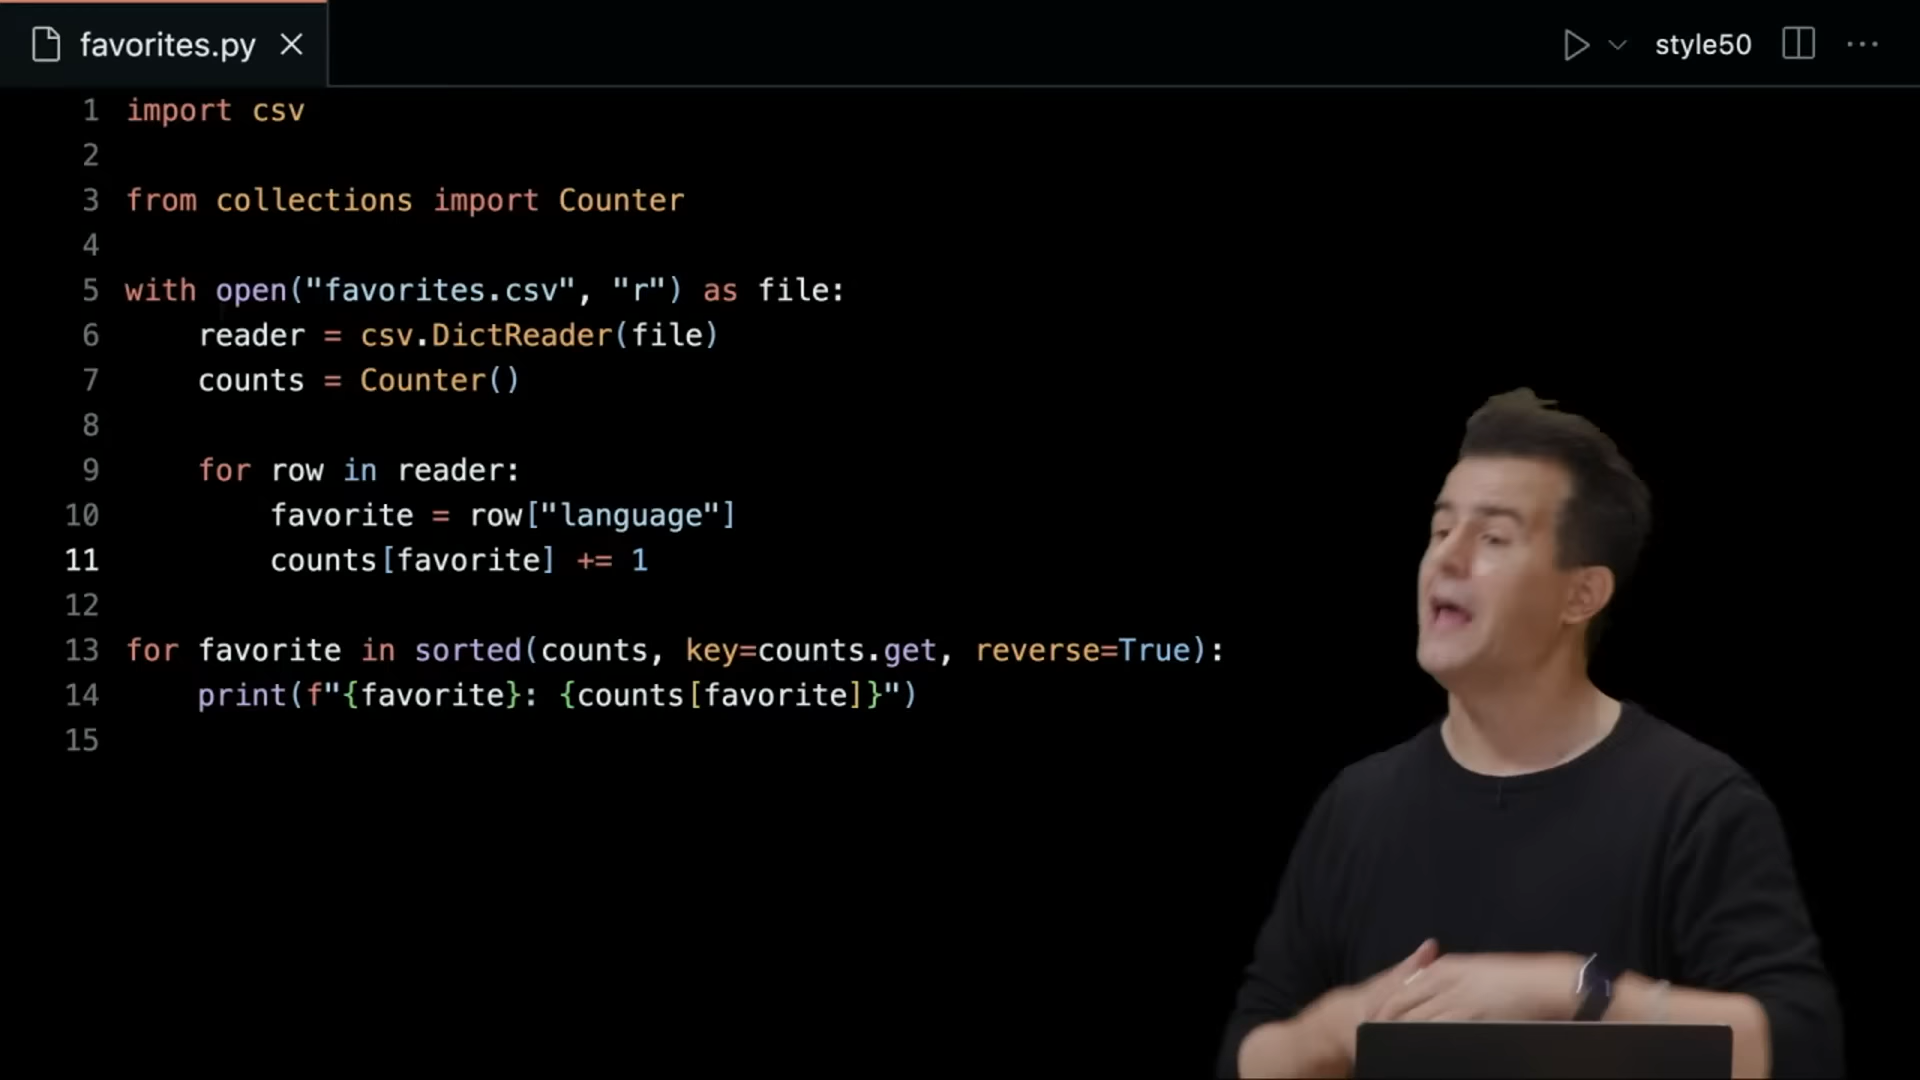 favorites.py
style50
1 import csv
2
3 from collections import Counter
4
5 with open("favorites.csv", "r") as file:
6     reader = csv.DictReader(file)
7     counts = Counter()
8
9     for row in reader:
10         favorite = row["language"]
11         counts[favorite] += 1
12
13 for favorite in sorted(counts, key=counts.get, reverse=True):
14     print(f"{favorite}: {counts[favorite]}")
15